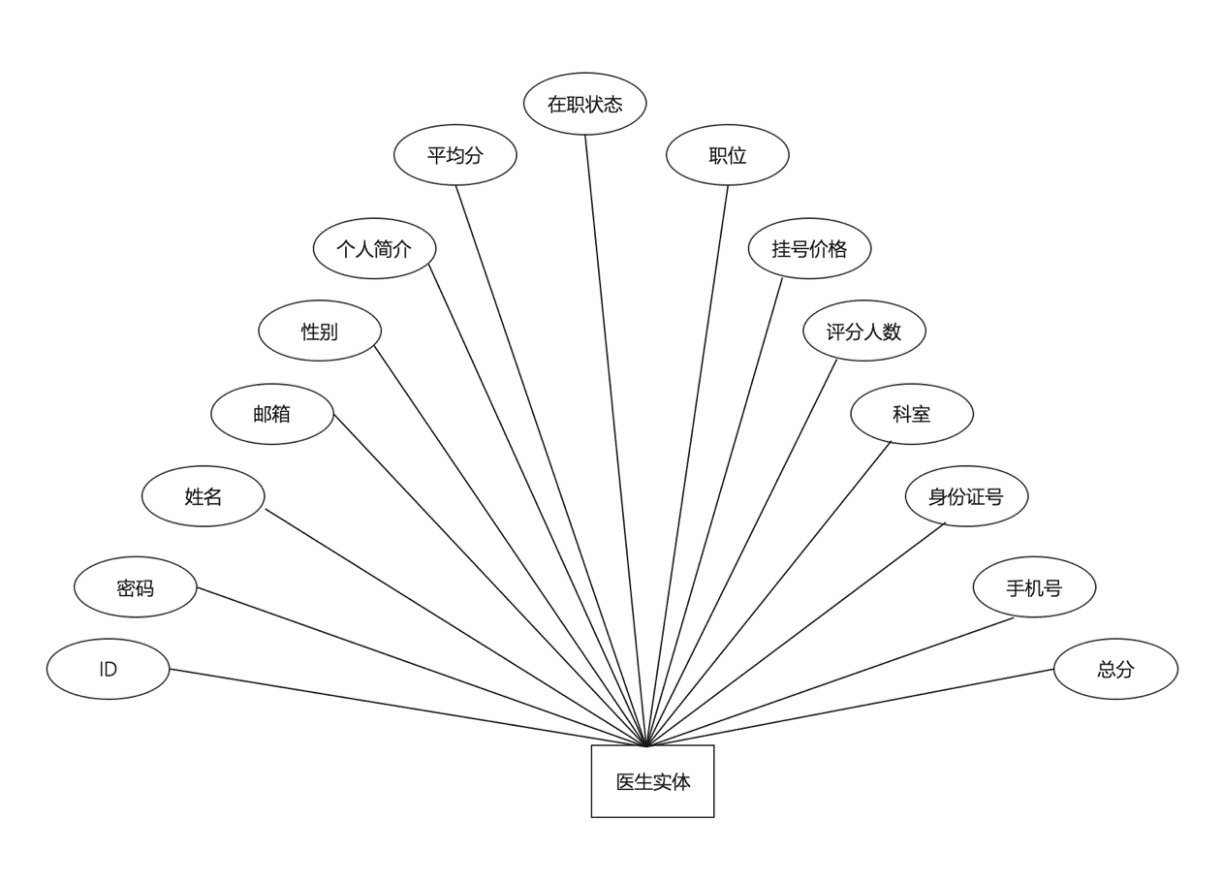 在职状态
平均分
职位
个人简介
挂号价格
性别
评分人数
邮箱
科室
姓名
身份证号
密码
手机号
ID
总分
医生实体